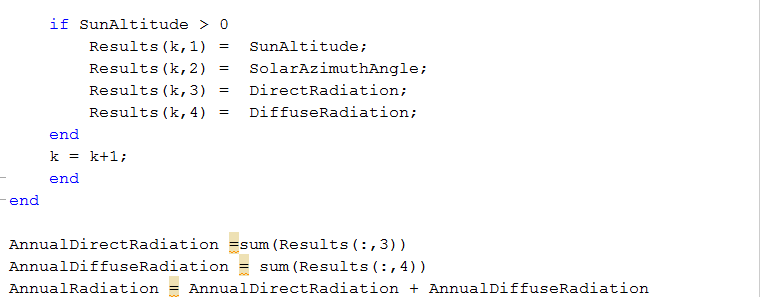 if SunAltitude > 0
Results(k,1) = SunAltitude;
Results(k,2) = SolarAzimuthAngle;
Results(k,3) = DirectRadiation;
Results(k,4) = DiffuseRadiation;
end
k = k+1;
end
end
AnnualDirectRadiation =sum(Results(:,3))
AnnualDiffuseRadiation = sum(Results(:,4))
AnnualRadiation = AnnualDirectRadiation + AnnualDiffuseRadiation